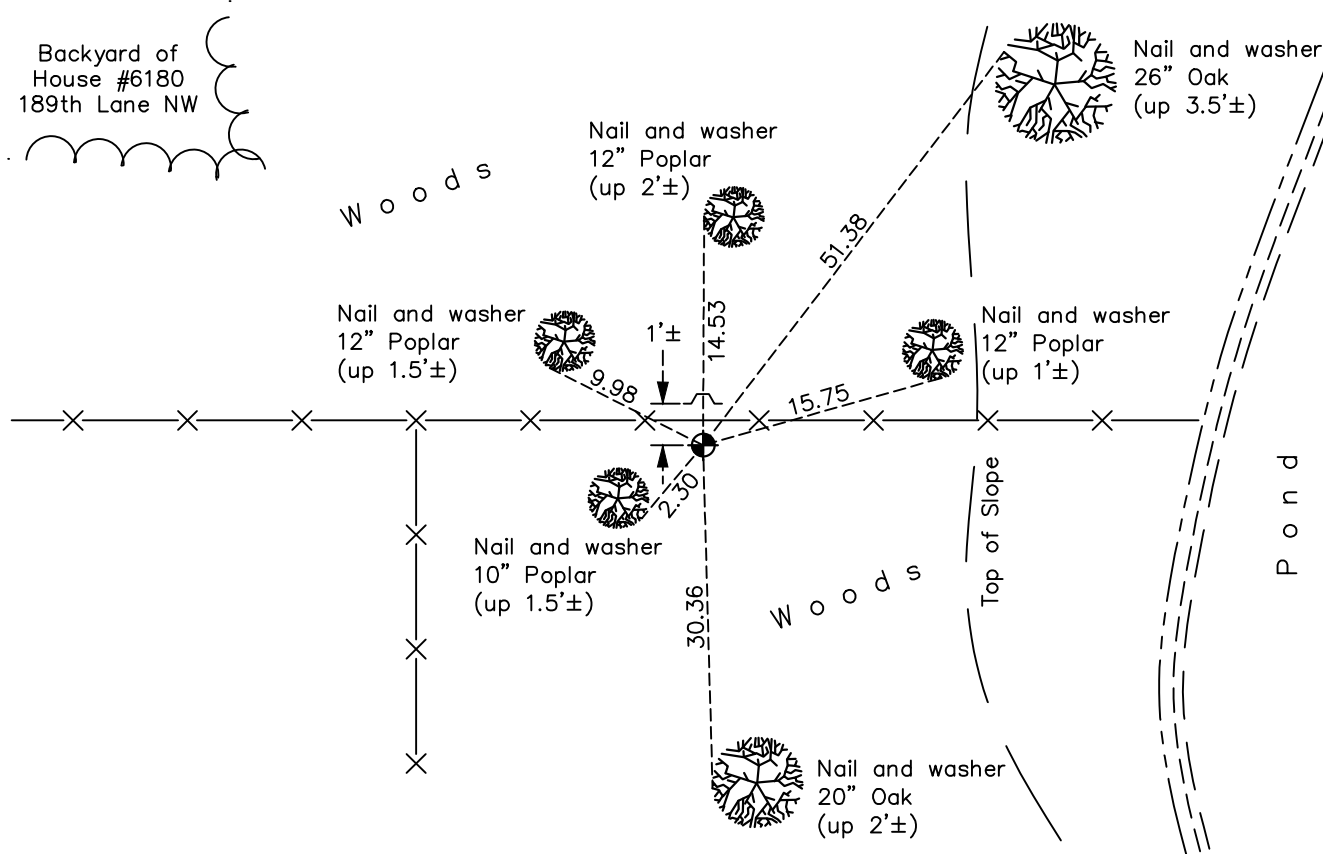 Backyard of
House #6180
189th Lane NW
Nail and washer
26” Oak
(up 3.5’±)
Nail and washer
12” Poplar
(up 2’±)
Woods
51.38
Nail and washer
12” Poplar
(up 1.5’±)
1’±
14.53
Nail and washer
12” Poplar
(up 1’±)
9.98
15.75
2.30
Top of Slope
Pond
Nail and washer
10” Poplar
(up 1.5’±)
30.36
Woods
Nail and washer
20” Oak
(up 2’±)